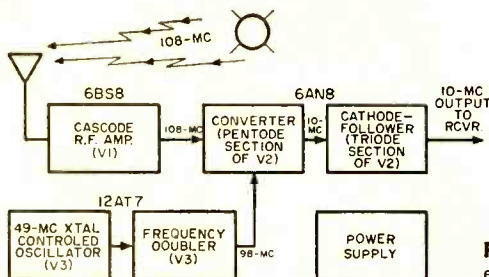 108-MC
6BS8
CASCODE
R.F. AMP.
(V1)
108-MC
6AN8
CONVERTER
(PENTODE
SECTION
OF V2)
10-
MC
CATHODE-
FOLLOWER
(TRIODE
SECTION
OF V2)
10-MC
OUTPUT
TO
RCVR.
12AT7
49-MC XTAL
CONTROLED
OSCILLATOR
(V3)
FREQUENCY
DOUBLER
(V3)
98-MC
POWER
SUPPLY